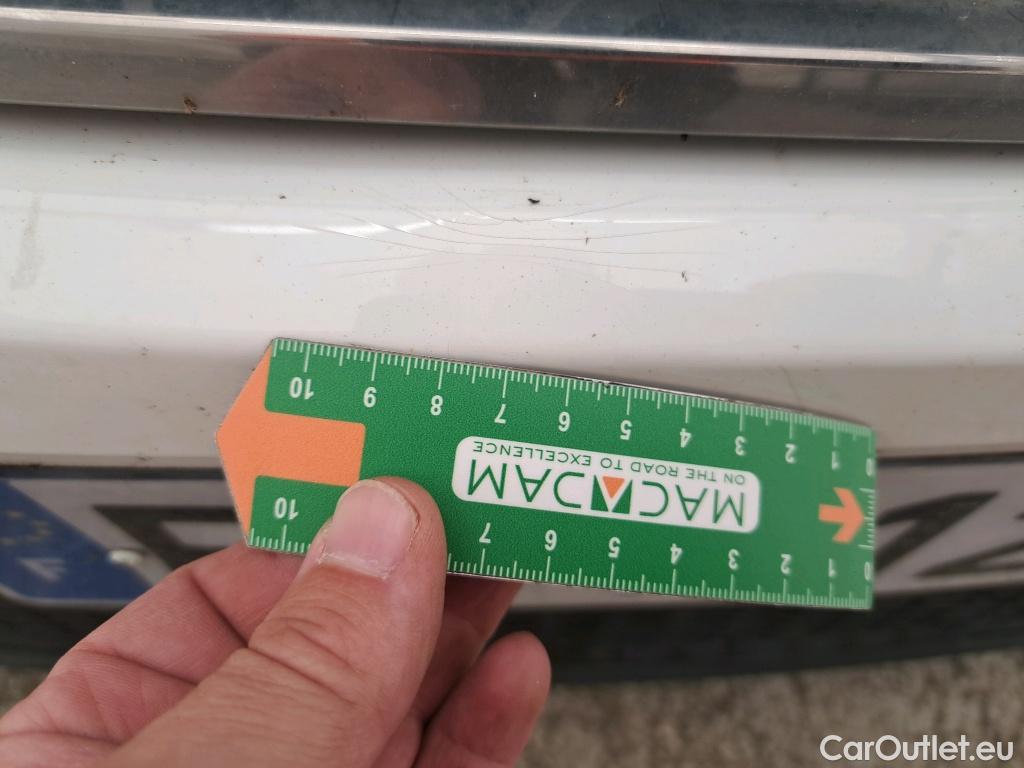 10 9 8 7 6 5 4 3 2 1 0
ON THE ROAD TO EXCELLENCE
MACADAM
10 7 6 5 4 3 2 1 0
CarOutlet.eu